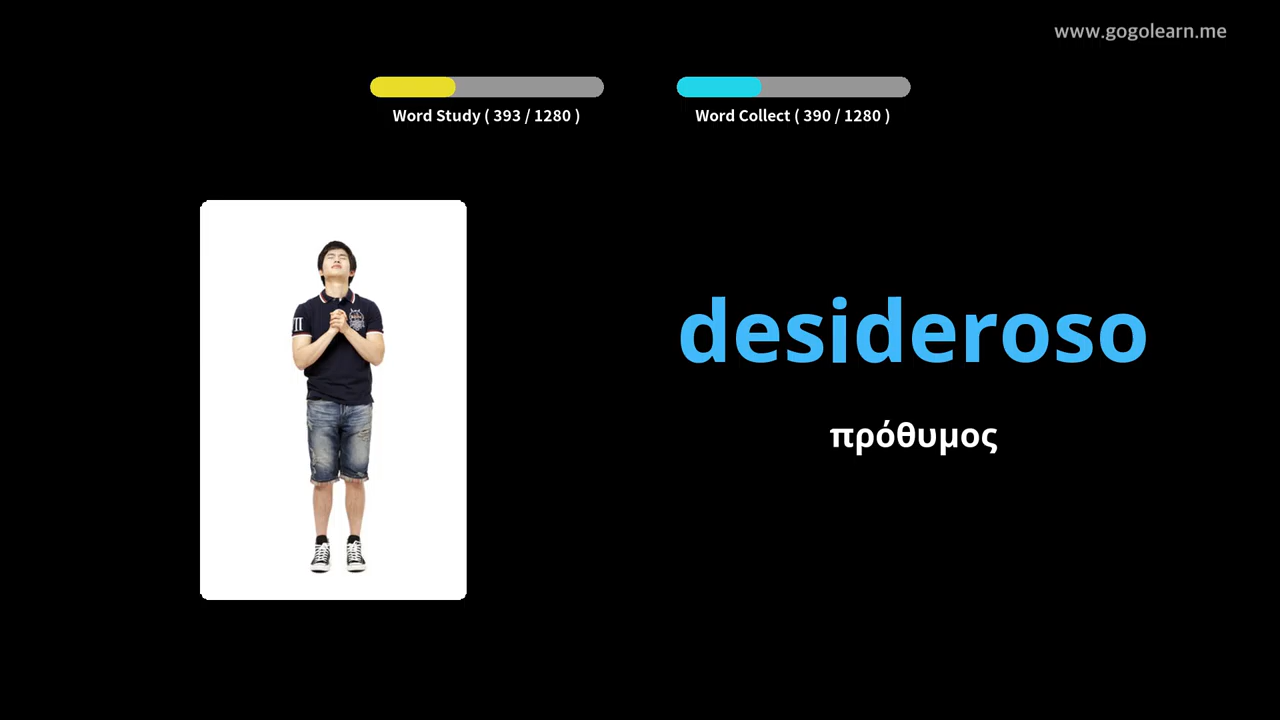 www.gogolearn.me
Word Study ( 393 / 1280 )
Word Collect ( 390 / 1280 )
desideroso
πρόθυμος